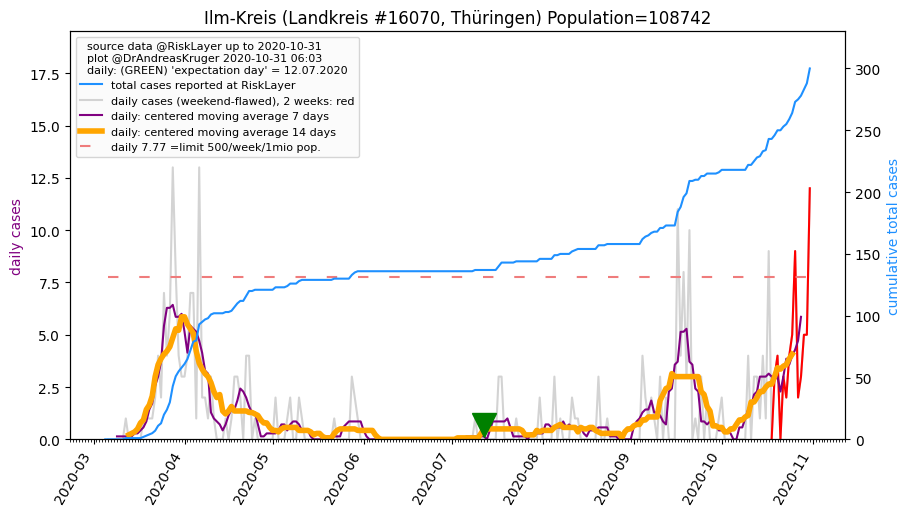 Ilm-Kreis (Landkreis #16070, Thüringen) Population=108742
source data @RiskLayer up to 2020-10-31
plot @DrAndreasKruger 2020-10-31 06:03
daily: (GREEN) 'expectation day' = 12.07.2020
total cases reported at RiskLayer
daily cases (weekend-flawed), 2 weeks: red
daily: centered moving average 7 days
daily: centered moving average 14 days
daily 7.77 =limit 500/week/1mio pop.
daily cases
17.5
15.0
12.5
10.0
7.5
5.0
2.5
0.0
cumulative total cases
300
250
200
150
100
50
0
2020-03
2020-04
2020-05
2020-06
2020-07
2020-08
2020-09
2020-10
2020-11